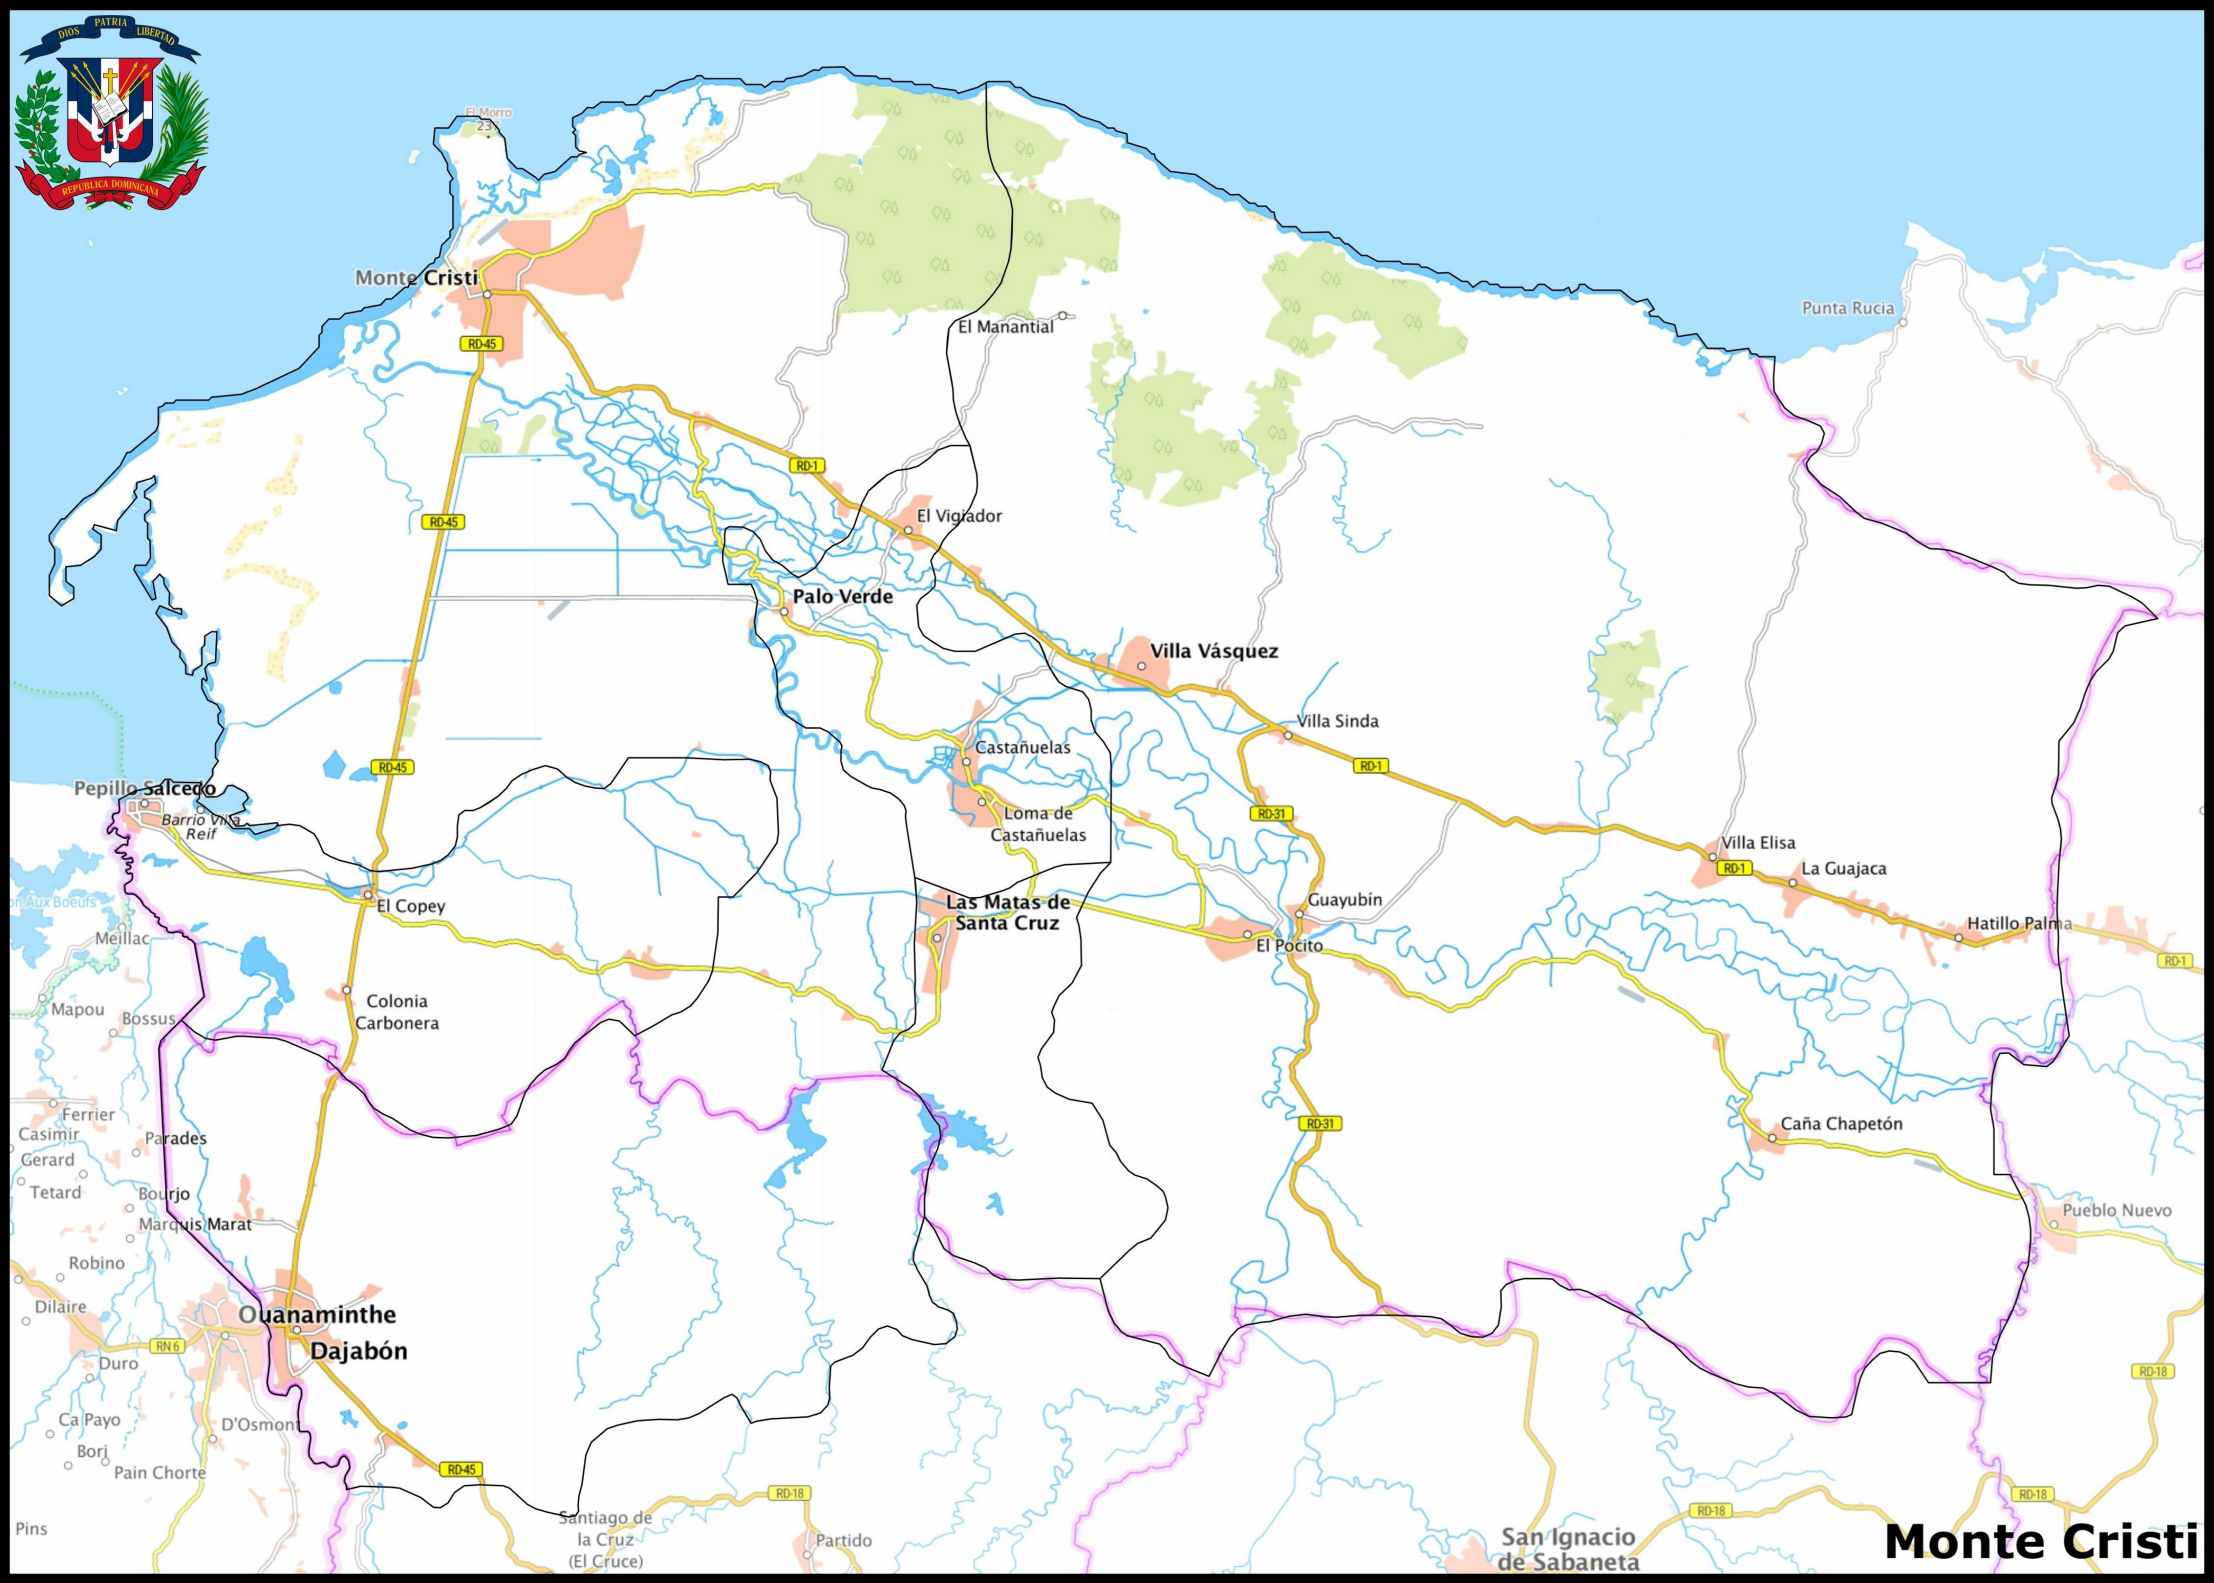 DIOS PATRIA LIBERTAD
REPUBLICA DOMINICANA
El Morro
237
Monte Cristi
RD-45
El Manantial
Punta Rucia
RD-1
RD-45
El Vigiador
Palo Verde
Villa Vásquez
Villa Sinda
Castañuelas
RD-45
RD-1
Pepillo Salcedo
Barrio Villa
Reif
Loma de
Castañuelas
RD-31
Villa Elisa
RD-1
La Guajaca
on Aux Boeufs
El Copey
Las Matas de
Santa Cruz
Guayubín
El Pocito
Hatillo Palma
RD-1
Meillac
Colonia
Carbonera
Mapou
Bossus
Ferrier
Casimir
Parades
Gerard
Tetard
RD-31
Caña Chapetón
Bourjo
Marquis Marat
Pueblo Nuevo
Robino
Dilaire
Ouanaminthe
RN 6
Dajabón
Duro
RD-18
Ca Payo
D'Osmont
Borj
Pain Chorte
RD-45
RD-18
RD-18
RD-18
Santiago de
la Cruz
(El Cruce)
Pins
Partido
San Ignacio
de Sabaneta
Monte Cristi